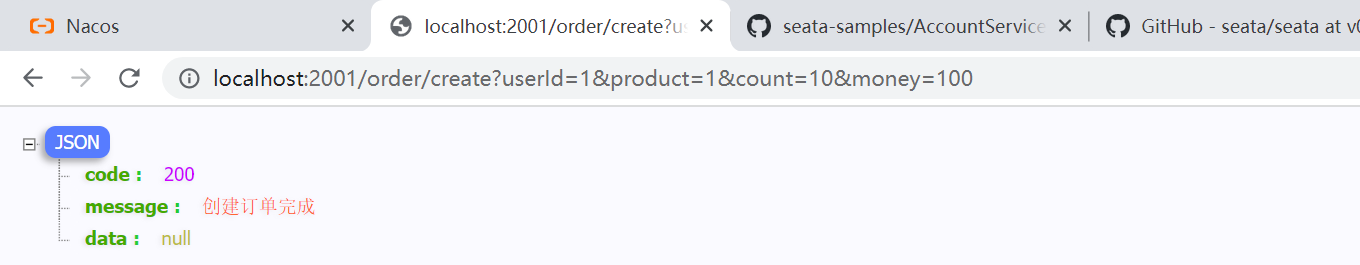 Nacos
localhost:2001/order/create?us
seata-samples/AccountService
GitHub - seata/seata at v0
localhost:2001/order/create?userId=1&product=1&count=10&money=100
JSON
code : 200
message : 创建订单完成
data : null